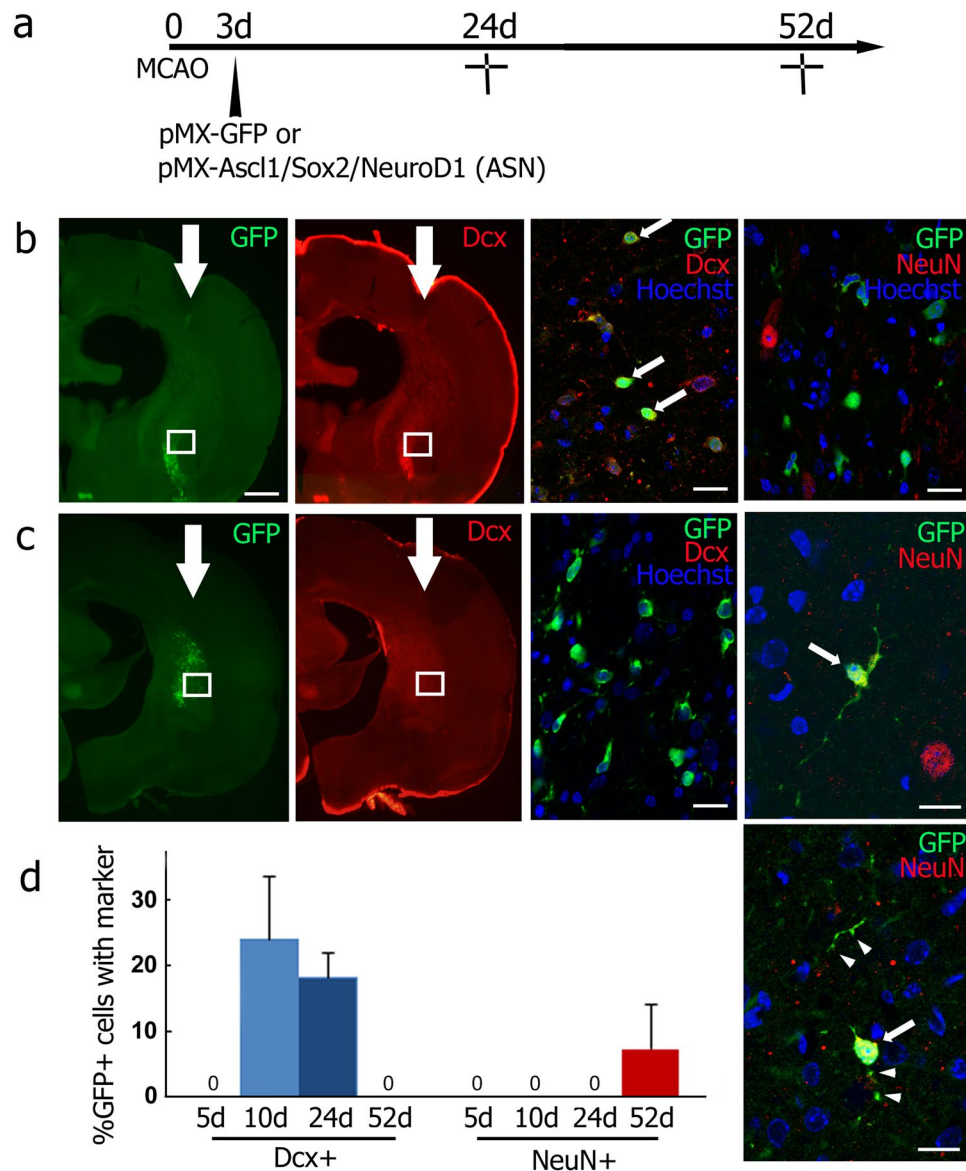 a
0 3d 24d 52d
MCAO
pMX-GFP or
pMX-Ascl1/Sox2/NeuroD1 (ASN)
b
GFP
Dcx
GFP
Dcx
Hoechst
GFP
NeuN
Hoechst
c
GFP
Dcx
GFP
Dcx
Hoechst
GFP
NeuN
GFP
NeuN
d
%GFP+ cells with marker
30
20
10
0
0 0 0 0 0
5d 10d 24d 52d 5d 10d 24d 52d
Dcx+ NeuN+